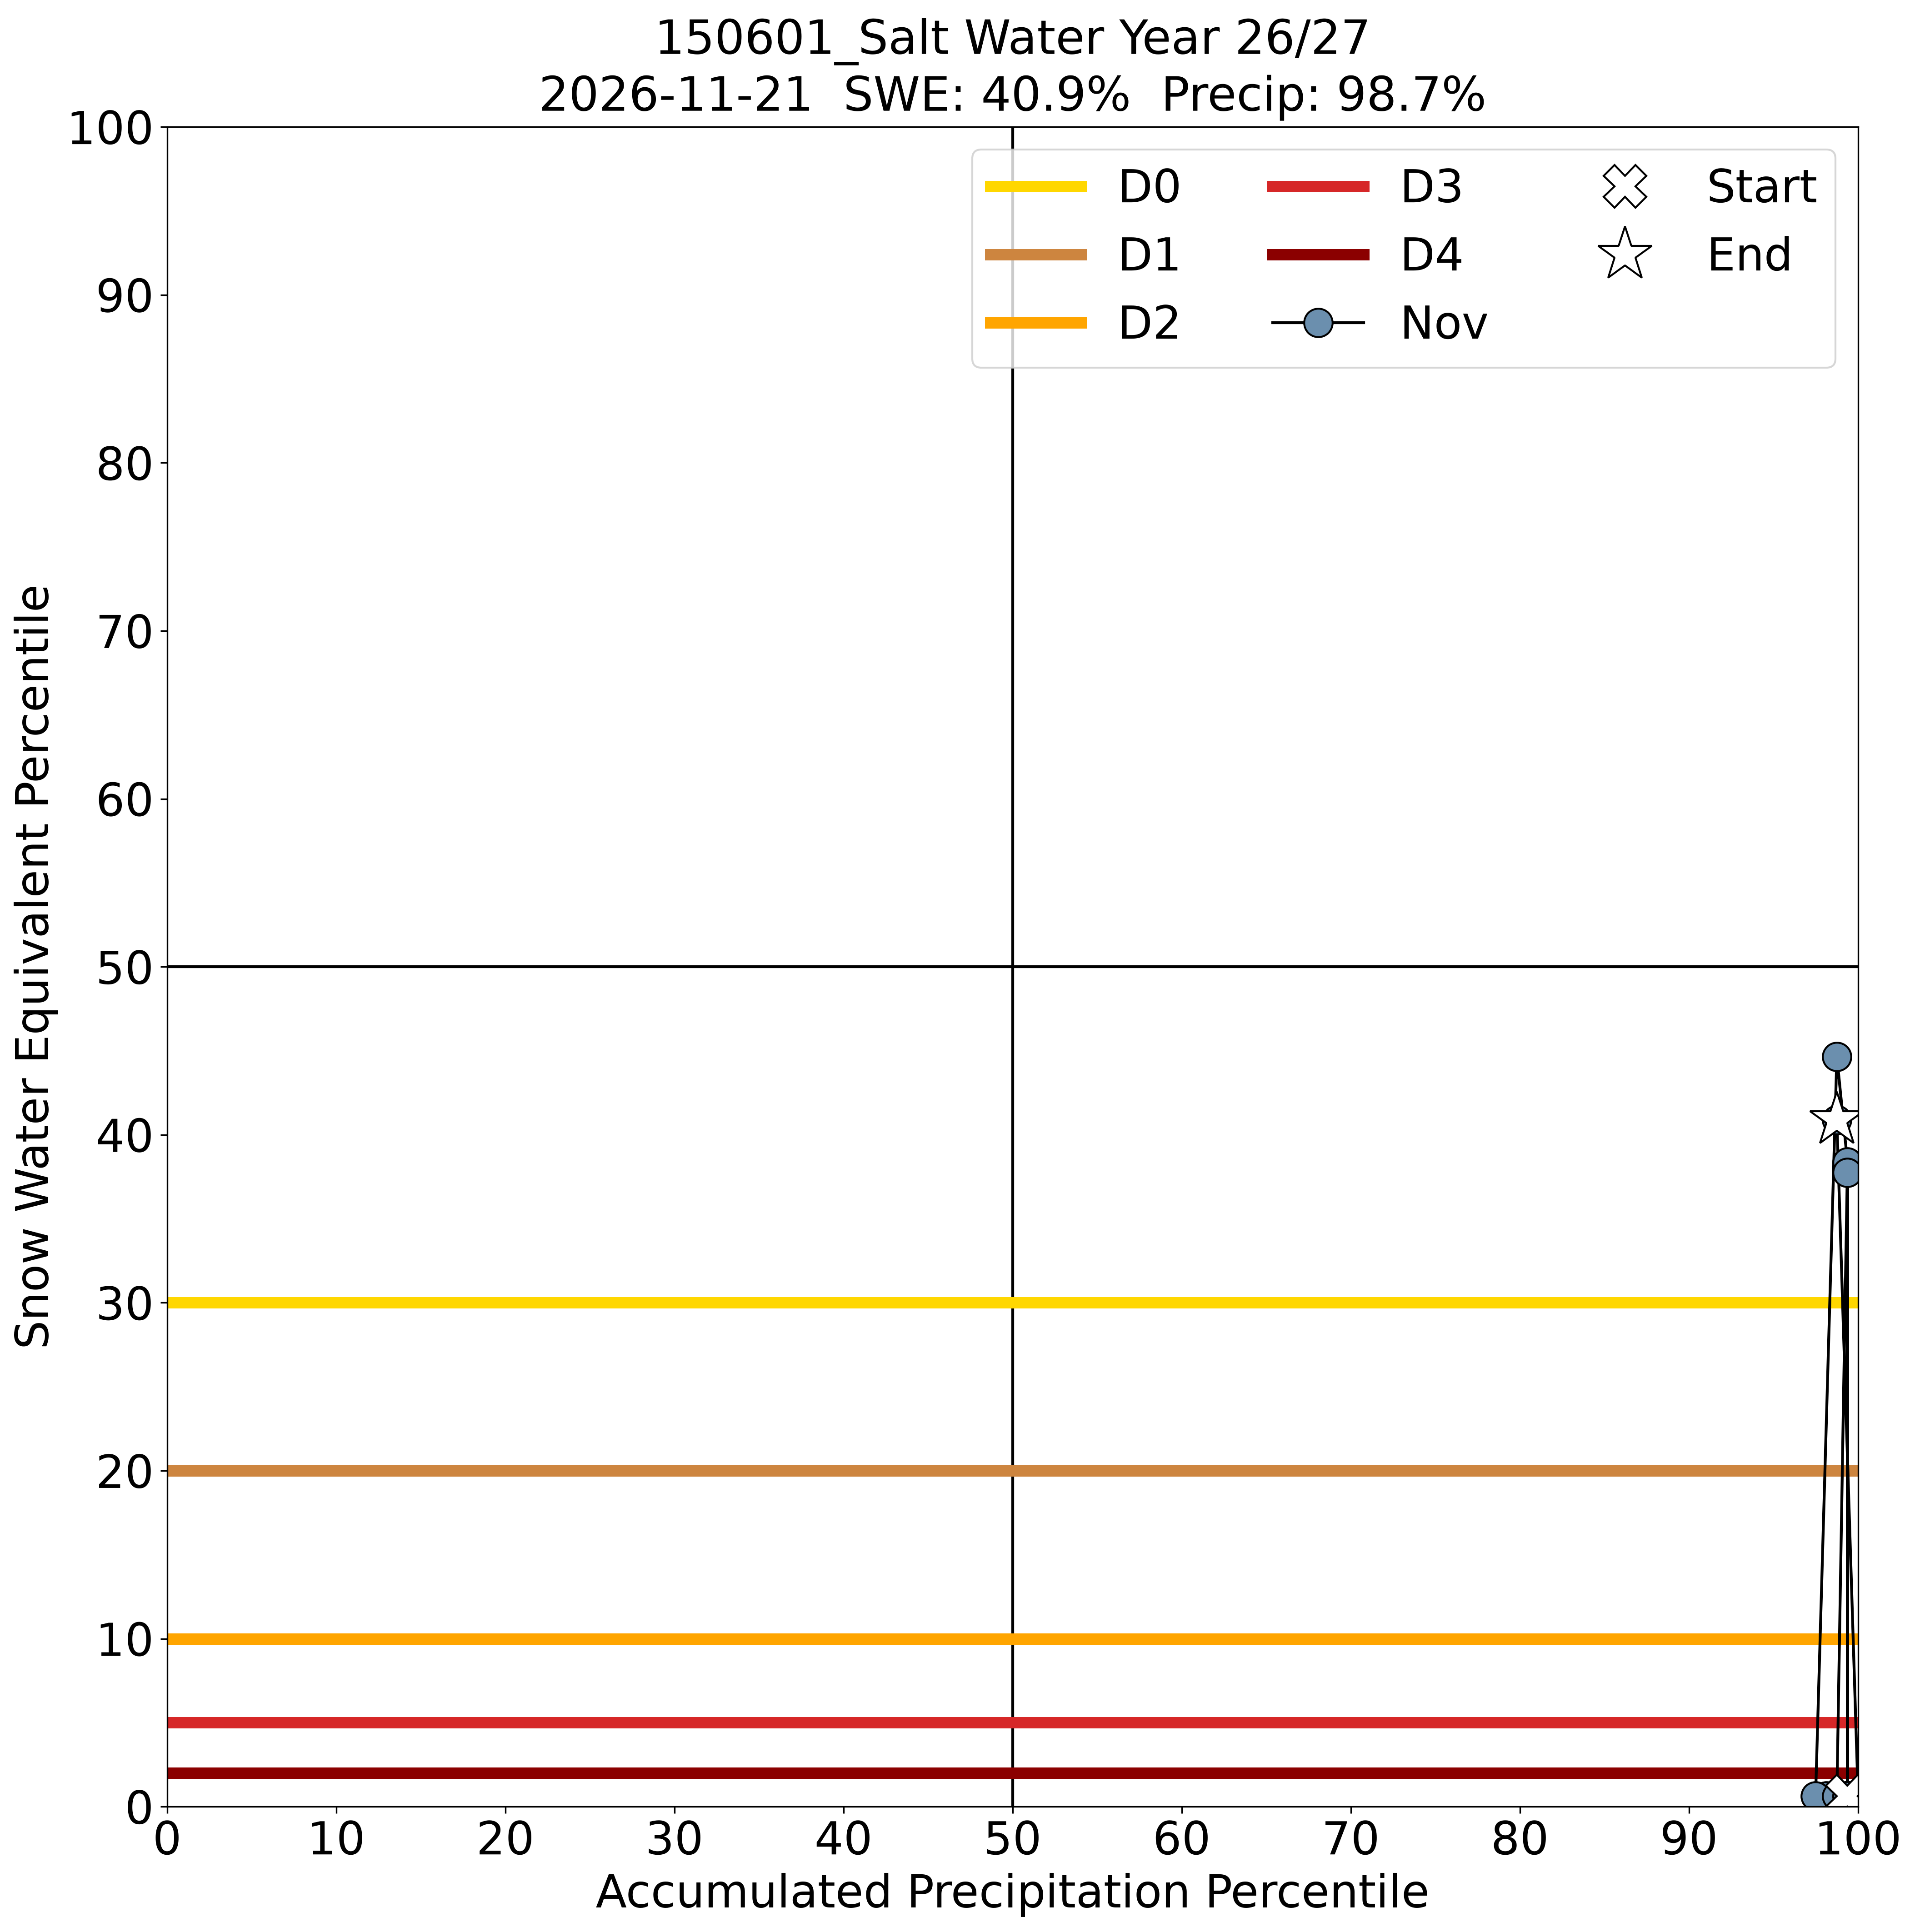 150601_Salt Water Year 26/27
2026-11-21  SWE: 40.9%  Precip: 98.7%
D0
D1
D2
D3
D4
Nov
Start
End
Snow Water Equivalent Percentile
100
90
80
70
60
50
40
30
20
10
0
0 10 20 30 40 50 60 70 80 90 100
Accumulated Precipitation Percentile